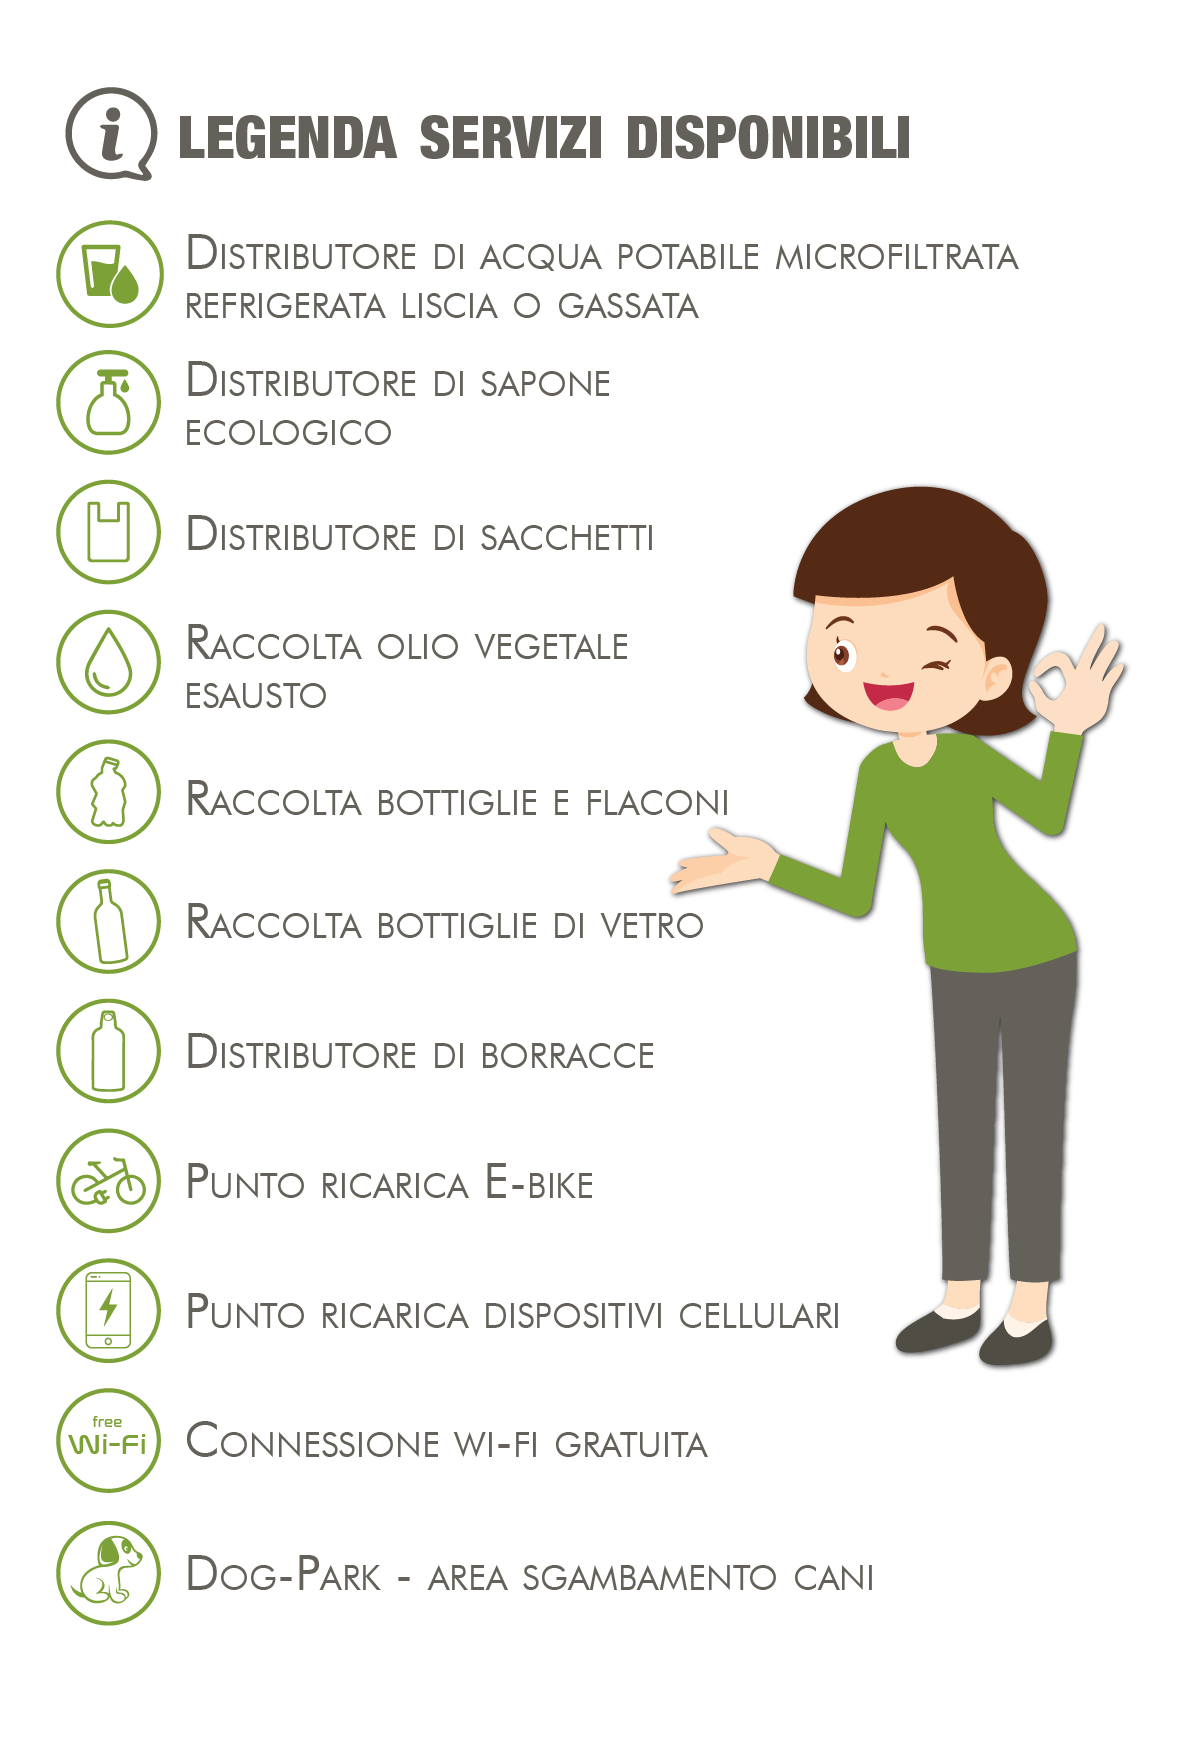 i LEGENDA SERVIZI DISPONIBILI
Distributore di acqua potabile microfiltrata
refrigerata liscia o gassata
Distributore di sapone
ecologico
Distributore di sacchetti
Raccolta olio vegetale
esausto
Raccolta bottiglie e flaconi
Raccolta bottiglie di vetro
Distributore di borracce
Punto ricarica E-bike
Punto ricarica dispositivi cellulari
free
Wi-Fi
Connessione wi-fi gratuita
Dog-Park - area sgambamento cani